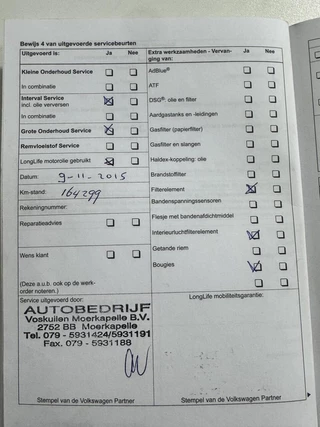 Bewijs 4 van uitgevoerde servicebeurten
Uitgevoerd is: Ja Nee
Kleine Onderhoud Service
In combinatie
Interval Service
incl. olie verversen
In combinatie
Grote Onderhoud Service
Remvloeistof Service
LongLife motorolie gebruikt
Datum: 9-11-2015
Km-stand: 164299
Rekeningnummer:
Reparatieadvies
Wens klant
(Deze a.u.b. ook op de werk-
order noteren.)
Service uitgevoerd door:
AUTOBEDRIJF
Voskuilen Moerkapelle B.V.
2752 BB Moerkapelle
Tel. 079 - 5931424/5931191
Fax. 079 - 5931188
Stempel van de Volkswagen Partner
Extra werkzaamheden - Vervan-
ging van: Ja Nee
AdBlue®
ATF
DSG®: olie en filter
Aardgastanks en -leidingen
Gasfilter (papierfilter)
Gasfilter en slangen
Haldex-koppeling: olie
Brandstoffilter
Filterelement
Bandenspanningssensoren
Flesje met bandenafdichtmiddel
Interieurluchtfilterelement
Getande riem
Bougies
LongLife mobiliteitsgarantie:
Stempel van de Volkswagen Partner